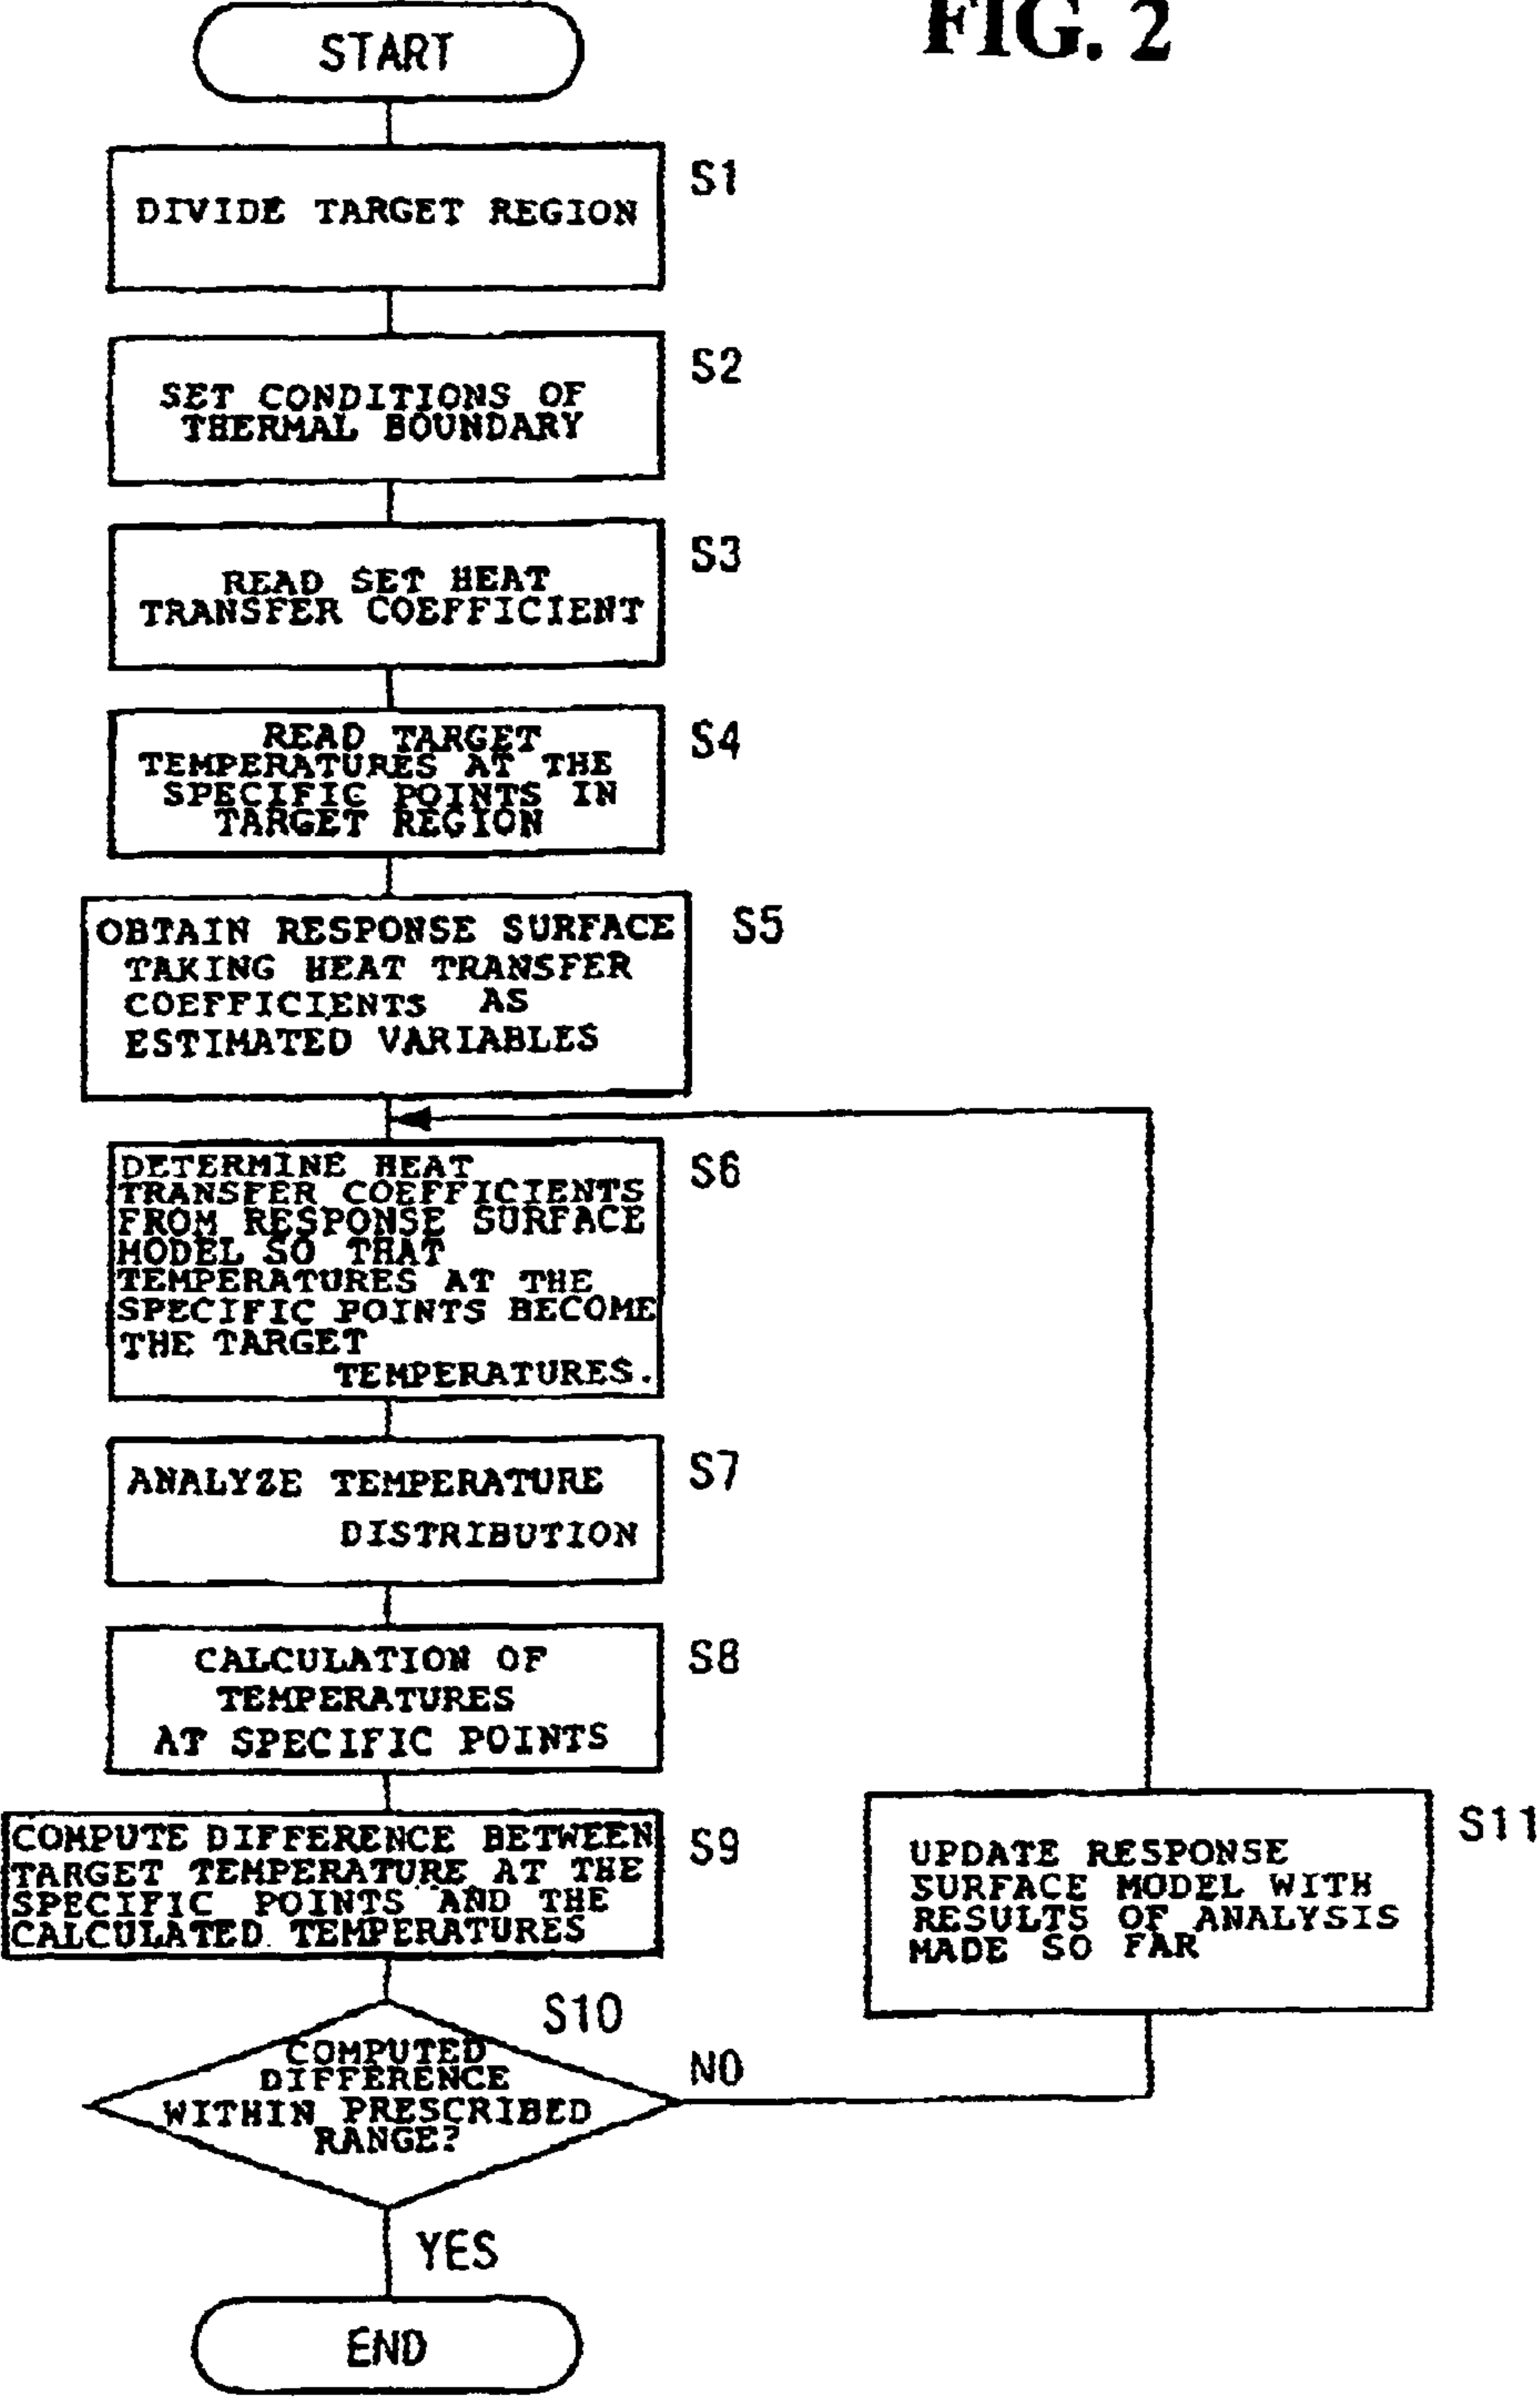 FIG. 2
START
S1
DIVIDE TARGET REGION
S2
SET CONDITIONS OF
THERMAL BOUNDARY
S3
READ SET HEAT
TRANSFER COEFFICIENT
S4
READ TARGET
TEMPERATURES AT THE
SPECIFIC POINTS IN
TARGET REGION
S5
OBTAIN RESPONSE SURFACE
TAKING HEAT TRANSFER
COEFFICIENTS AS
ESTIMATED VARIABLES
S6
DETERMINE HEAT
TRANSFER COEFFICIENTS
FROM RESPONSE SURFACE
MODEL SO THAT
TEMPERATURES AT THE
SPECIFIC POINTS BECOME
THE TARGET
TEMPERATURES.
S7
ANALYZE TEMPERATURE
DISTRIBUTION
S8
CALCULATION OF
TEMPERATURES
AT SPECIFIC POINTS
S9
COMPUTE DIFFERENCE BETWEEN
TARGET TEMPERATURE AT THE
SPECIFIC POINTS AND THE
CALCULATED TEMPERATURES
S10
COMPUTED
DIFFERENCE
WITHIN PRESCRIBED
RANGE?
NO
S11
UPDATE RESPONSE
SURFACE MODEL WITH
RESULTS OF ANALYSIS
MADE SO FAR
YES
END